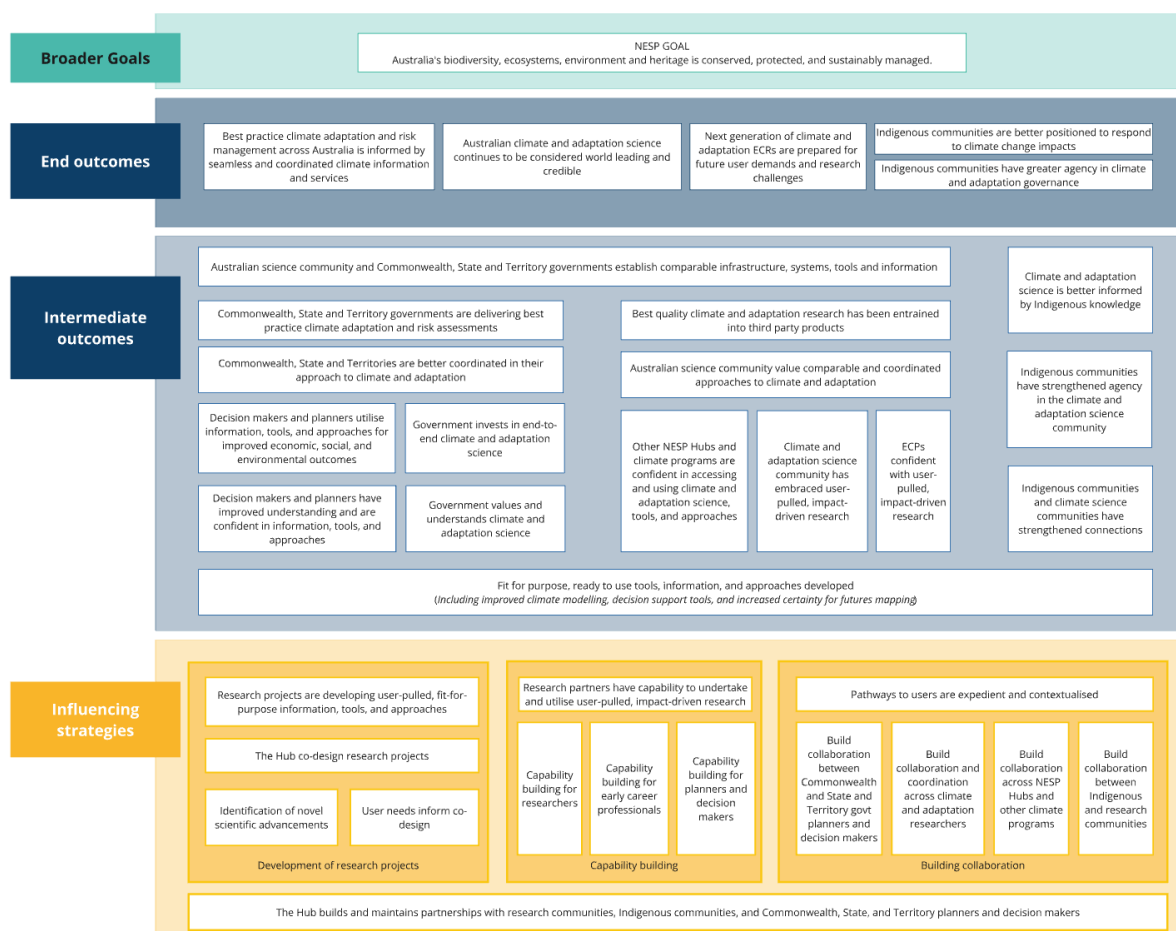 Broader Goals
NESP GOAL
Australia's biodiversity, ecosystems, environment and heritage is conserved, protected, and sustainably managed.
End outcomes
Best practice climate adaptation and risk
management across Australia is informed by
seamless and coordinated climate information
and services
Australian climate and adaptation science
continues to be considered world leading and
credible
Next generation of climate and
adaptation ECRs are prepared for
future user demands and research
challenges
Indigenous communities are better positioned to respond
to climate change impacts
Indigenous communities have greater agency in climate
and adaptation governance
Intermediate
outcomes
Australian science community and Commonwealth, State and Territory governments establish comparable infrastructure, systems, tools and information
Commonwealth, State and Territory governments are delivering best
practice climate adaptation and risk assessments
Best quality climate and adaptation research has been entrained
into third party products
Commonwealth, State and Territories are better coordinated in their
approach to climate and adaptation
Australian science community value comparable and coordinated
approaches to climate and adaptation
Decision makers and planners utilise
information, tools, and approaches for
improved economic, social, and
environmental outcomes
Government invests in end-to-
end climate and adaptation
science
Decision makers and planners have
improved understanding and are
confident in information, tools, and
approaches
Government values and
understands climate and
adaptation science
Other NESP Hubs and
climate programs are
confident in accessing
and using climate and
adaptation science,
tools, and approaches
Climate and
adaptation science
community has
embraced user-
pulled, impact-
driven research
ECPs
confident
with user-
pulled,
impact-driven
research
Climate and adaptation
science is better informed
by Indigenous knowledge
Indigenous communities
have strengthened agency
in the climate and
adaptation science
community
Indigenous communities
and climate science
communities have
strengthened connections
Fit for purpose, ready to use tools, information, and approaches developed
(Including improved climate modelling, decision support tools, and increased certainty for futures mapping)
Influencing
strategies
Research projects are developing user-pulled, fit-for-
purpose information, tools, and approaches
The Hub co-design research projects
Identification of novel
scientific advancements
User needs inform co-
design
Development of research projects
Research partners have capability to undertake
and utilise user-pulled, impact-driven research
Capability
building for
researchers
Capability
building for
early career
professionals
Capability
building for
planners and
decision
makers
Capability building
Pathways to users are expedient and contextualised
Build
collaboration
between
Commonwealth
and State and
Territory govt
planners and
decision makers
Build
collaboration and
coordination
across climate
and adaptation
researchers
Build
collaboration
across NESP
Hubs and
other climate
programs
Build
collaboration
between
Indigenous
and research
communities
Building collaboration
The Hub builds and maintains partnerships with research communities, Indigenous communities, and Commonwealth, State, and Territory planners and decision makers